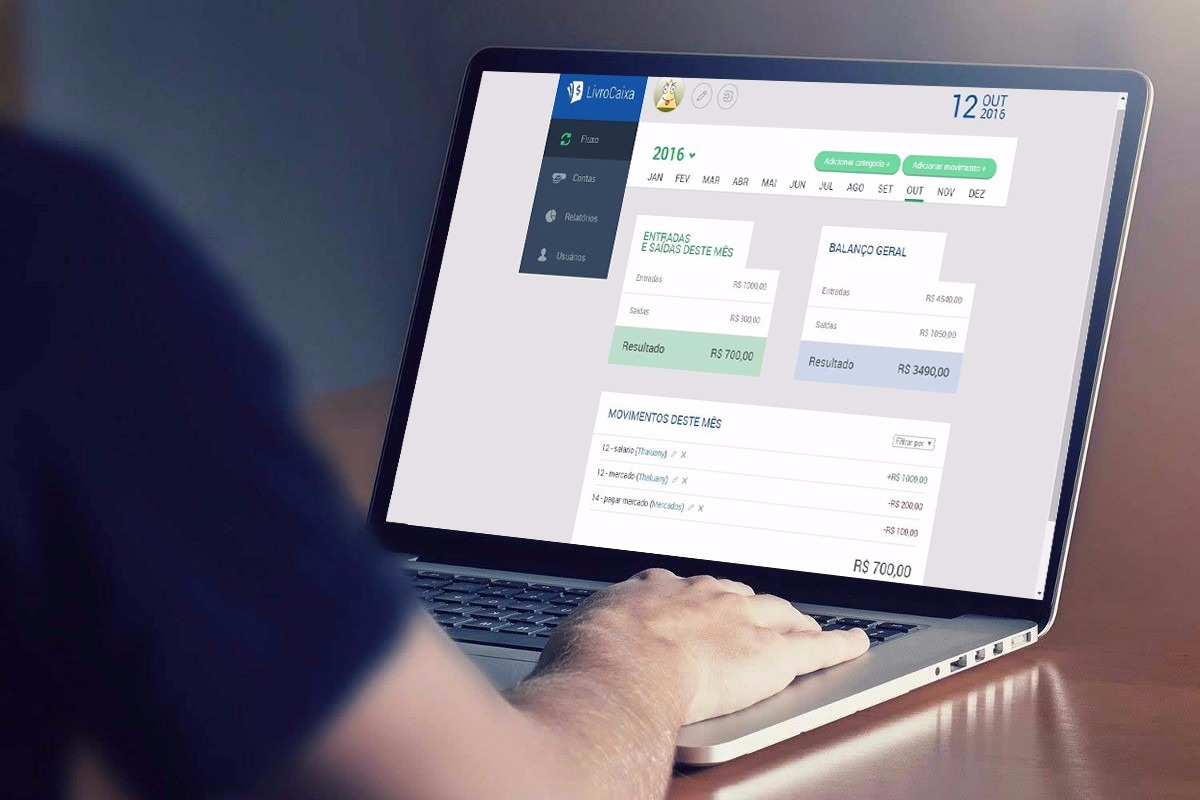 LivroCaixa
12 OUT 2016
Fluxo
Contas
Relatórios
Usuários
2016
Adicionar categoria +
Adicionar movimento +
JAN FEV MAR ABR MAI JUN JUL AGO SET OUT NOV DEZ
ENTRADAS
E SAÍDAS DESTE MÊS
Entradas R$ 1000,00
Saídas R$ 300,00
Resultado R$ 700,00
BALANÇO GERAL
Entradas R$ 4540,00
Saídas R$ 1050,00
Resultado R$ 3490,00
MOVIMENTOS DESTE MÊS
Filtrar por
12 - salario (Thaluany) +R$ 1000,00
12 - mercado (Thaluany) -R$ 200,00
14 - pagar mercado (Mercados) -R$ 100,00
R$ 700,00